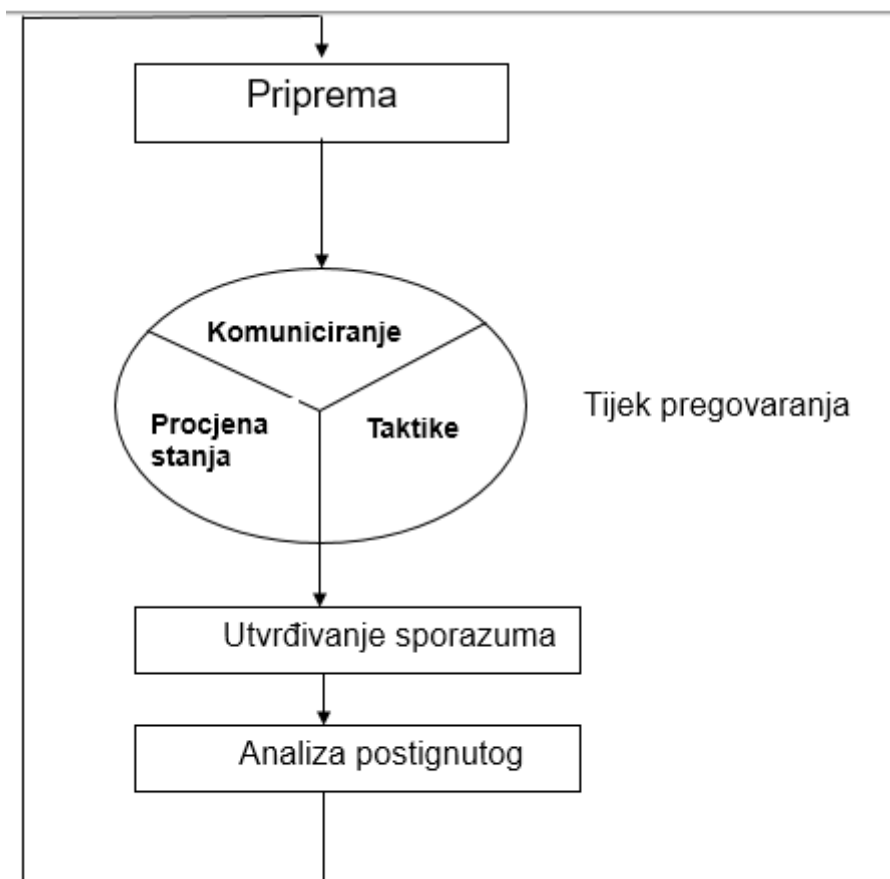 Priprema
Komuniciranje
Procjena
stanja
Taktike
Tijek pregovaranja
Utvrđivanje sporazuma
Analiza postignutog